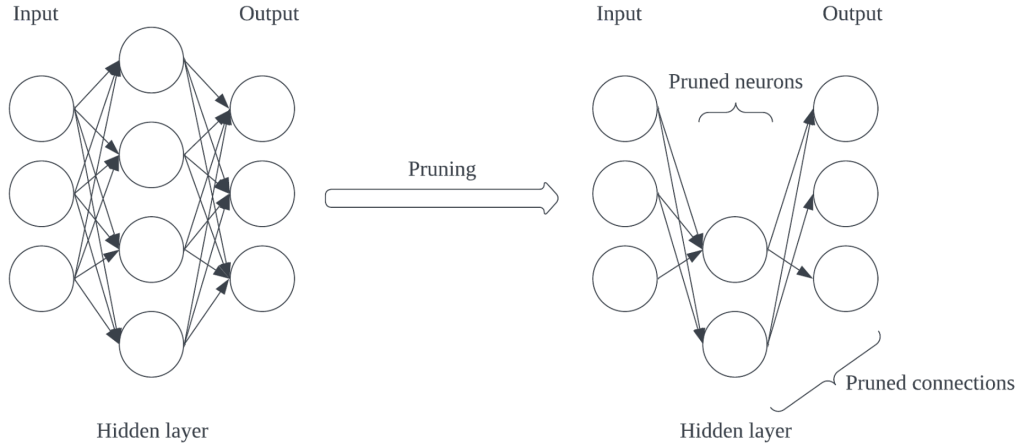 Input
Output
Input
Output
Pruned neurons
Pruning
Pruned connections
Hidden layer
Hidden layer